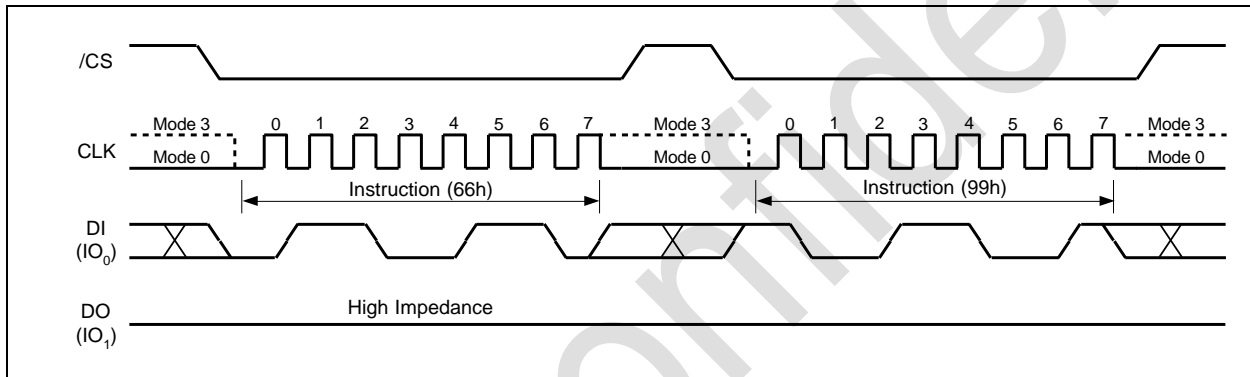 /CS
Mode 3 0 1 2 3 4 5 6 7 Mode 3 0 1 2 3 4 5 6 7 Mode 3
CLK Mode 0 Mode 0 Mode 0
Instruction (66h) Instruction (99h)
DI
(IO0)
DO High Impedance
(IO1)